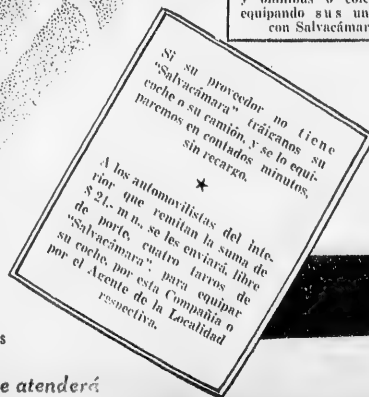 y ómnibus o cole
equipando sus un
con Salvacámar
Si su proveedor no tiene
"Salvacámara" tráiganos su
coche o su camión, y se lo equi-
paremos en contados minutos,
sin recargo.
★
A los automovilistas del inte-
rior que remitan la suma de
$ 21.- m n. se les enviará, libre
de porte, cuatro tarros de
"Salvacámara", para equipar
su coche, por esta Compañía o
por el Agente de la Localidad
respectiva.
s
e atenderá